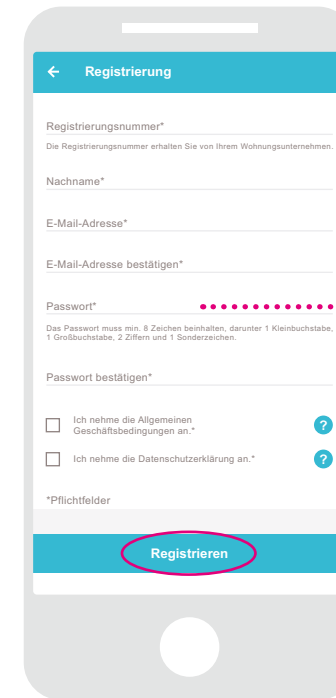 Registrierung
Registrierungsnummer*
Die Registrierungsnummer erhalten Sie von Ihrem Wohnungsunternehmen.
Nachname*
E-Mail-Adresse*
E-Mail-Adresse bestätigen*
Passwort*
Das Passwort muss min. 8 Zeichen beinhalten, darunter 1 Kleinbuchstabe,
1 Großbuchstabe, 2 Ziffern und 1 Sonderzeichen.
Passwort bestätigen*
Ich nehme die Allgemeinen
Geschäftsbedingungen an.*
?
Ich nehme die Datenschutzerklärung an.*
?
*Pflichtfelder
Registrieren